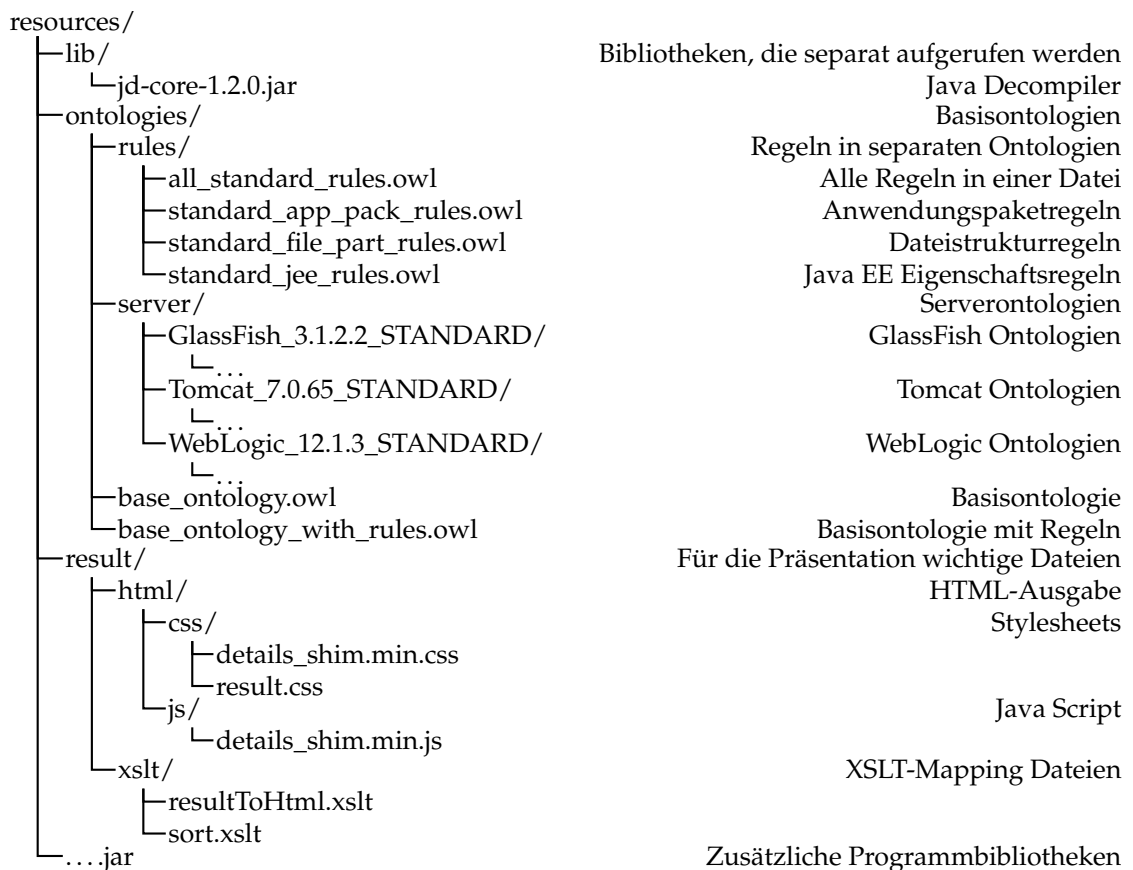 resources/
lib/ Bibliotheken, die separat aufgerufen werden
jd-core-1.2.0.jar Java Decompiler
ontologies/ Basisontologien
rules/ Regeln in separaten Ontologien
all_standard_rules.owl Alle Regeln in einer Datei
standard_app_pack_rules.owl Anwendungspaketregeln
standard_file_part_rules.owl Dateistrukturregeln
standard_jee_rules.owl Java EE Eigenschaftsregeln
server/ Serverontologien
GlassFish_3.1.2.2_STANDARD/ GlassFish Ontologien
...
Tomcat_7.0.65_STANDARD/ Tomcat Ontologien
...
WebLogic_12.1.3_STANDARD/ WebLogic Ontologien
...
base_ontology.owl Basisontologie
base_ontology_with_rules.owl Basisontologie mit Regeln
result/ Für die Präsentation wichtige Dateien
html/ HTML-Ausgabe
css/ Stylesheets
details_shim.min.css
result.css
js/ Java Script
details_shim.min.js
xslt/ XSLT-Mapping Dateien
resultToHtml.xslt
sort.xslt
....jar Zusätzliche Programmbibliotheken